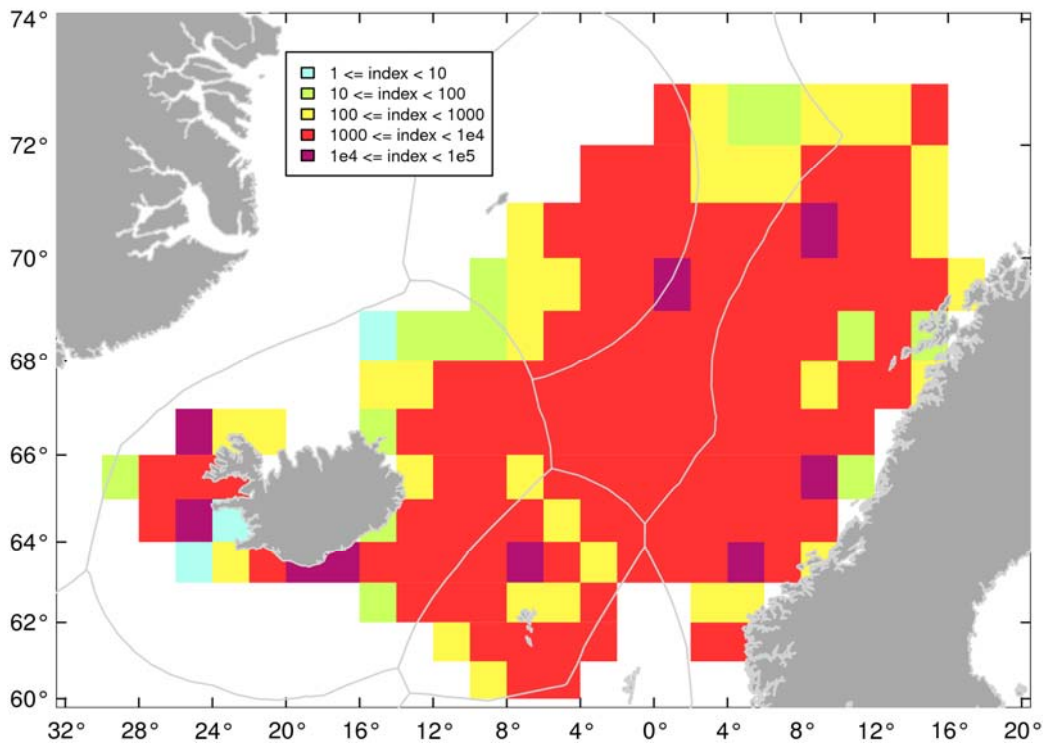 74°
72°
70°
68°
66°
64°
62°
60°
1 <= index < 10
10 <= index < 100
100 <= index < 1000
1000 <= index < 1e4
1e4 <= index < 1e5
32° 28° 24° 20° 16° 12° 8° 4° 0° 4° 8° 12° 16° 20°